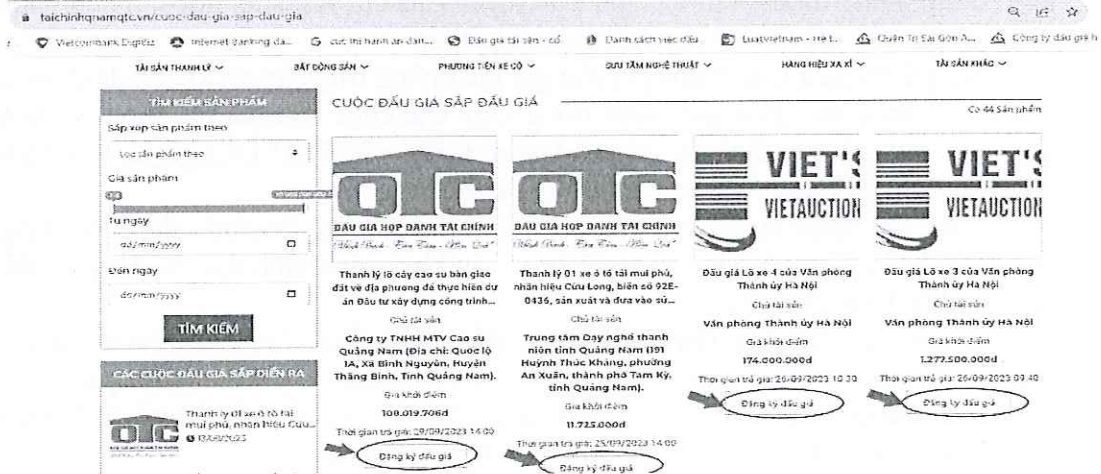 taichinhqnamqtc.vn/cuoc-dau-gia-sap-dau-gia
Vietcombank DigiBiz
Internet Banking dà...
Đấu giá tài sản - cổ
Danh sách việc đấu
LuatVietnam - Hệ t...
Công ty đấu giá h
TÀI SẢN THANH LÝ
BẤT ĐỘNG SẢN
PHƯƠNG TIỆN XE CỘ
SƯU TẦM NGHỆ THUẬT
HÀNG HIỆU XA XỈ
TÀI SẢN KHÁC
TÌM KIẾM SẢN PHẨM
Sắp xếp sản phẩm theo
Lọc sản phẩm theo
Giá sản phẩm
Từ ngày
dd/mm/yyyy
Đến ngày
dd/mm/yyyy
TÌM KIẾM
CÁC CUỘC ĐẤU GIÁ SẮP DIỄN RA
QTC
Thanh lý 01 xe ô tô tải
mui phủ, nhãn hiệu Cửu...
CUỘC ĐẤU GIÁ SẮP ĐẤU GIÁ
Có 44 Sản phẩm
QTC
ĐẤU GIÁ HỢP DANH TÀI CHÍNH
Thanh lý lô cây cao su bàn giao
đất về địa phương để thực hiện dự
án Đầu tư xây dựng công trình...
Chủ tài sản
Công ty TNHH MTV Cao su
Quảng Nam (Địa chỉ: Quốc lộ
1A, Xã Bình Nguyên, Huyện
Thăng Bình, Tỉnh Quảng Nam).
Giá khởi điểm
108.019.706đ
Thời gian trả giá: 29/09/2023 14:00
Đăng ký đấu giá
QTC
ĐẤU GIÁ HỢP DANH TÀI CHÍNH
Thanh lý 01 xe ô tô tải mui phủ,
nhãn hiệu Cửu Long, biển số 92E-
0436, sản xuất và đưa vào sử...
Chủ tài sản
Trung tâm Dạy nghề thanh
niên tỉnh Quảng Nam (191
Huỳnh Thúc Kháng, phường
An Xuân, thành phố Tam Kỳ,
tỉnh Quảng Nam).
Giá khởi điểm
11.725.000đ
Thời gian trả giá: 25/09/2023 14:00
Đăng ký đấu giá
VIET'S
VIETAUCTION
Đấu giá Lô xe 4 của Văn phòng
Thành ủy Hà Nội
Chủ tài sản
Văn phòng Thành ủy Hà Nội
Giá khởi điểm
174.000.000đ
Thời gian trả giá: 26/09/2023 10:30
Đăng ký đấu giá
VIET'S
VIETAUCTION
Đấu giá Lô xe 3 của Văn phòng
Thành ủy Hà Nội
Chủ tài sản
Văn phòng Thành ủy Hà Nội
Giá khởi điểm
1.272.500.000đ
Thời gian trả giá: 26/09/2023 09:40
Đăng ký đấu giá